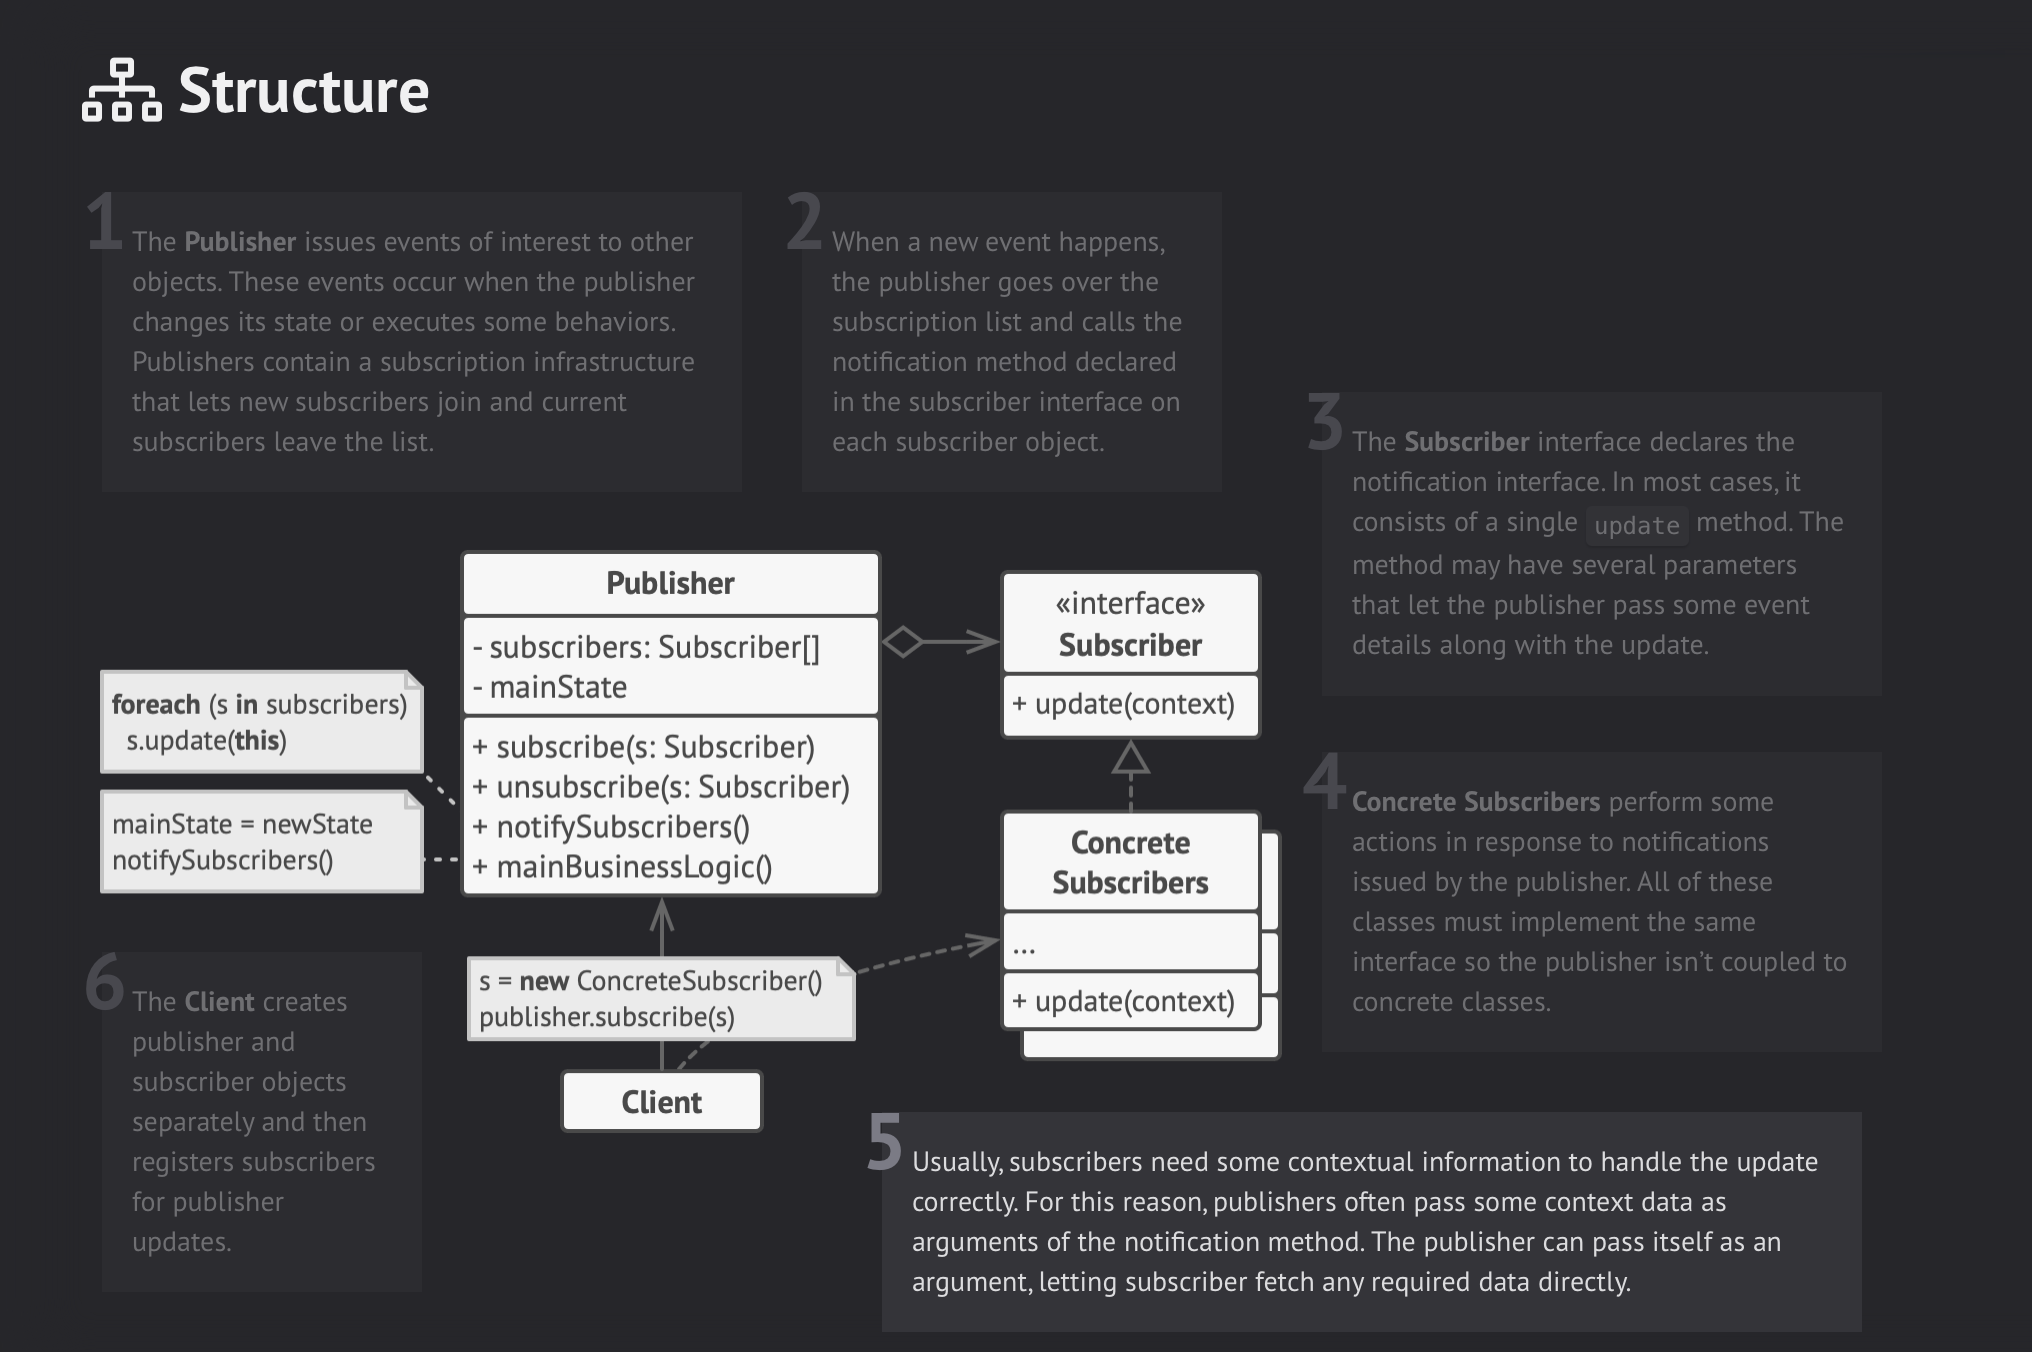 Structure
1
The Publisher issues events of interest to other
objects. These events occur when the publisher
changes its state or executes some behaviors.
Publishers contain a subscription infrastructure
that lets new subscribers join and current
subscribers leave the list.
2
When a new event happens,
the publisher goes over the
subscription list and calls the
notification method declared
in the subscriber interface on
each subscriber object.
3
The Subscriber interface declares the
notification interface. In most cases, it
consists of a single update method. The
method may have several parameters
that let the publisher pass some event
details along with the update.
Publisher
- subscribers: Subscriber[]
- mainState
+ subscribe(s: Subscriber)
+ unsubscribe(s: Subscriber)
+ notifySubscribers()
+ mainBusinessLogic()
«interface»
Subscriber
+ update(context)
foreach (s in subscribers)
s.update(this)
mainState = newState
notifySubscribers()
4
Concrete Subscribers perform some
actions in response to notifications
issued by the publisher. All of these
classes must implement the same
interface so the publisher isn't coupled to
concrete classes.
Concrete
Subscribers
...
+ update(context)
s = new ConcreteSubscriber()
publisher.subscribe(s)
Client
6
The Client creates
publisher and
subscriber objects
separately and then
registers subscribers
for publisher
updates.
5
Usually, subscribers need some contextual information to handle the update
correctly. For this reason, publishers often pass some context data as
arguments of the notification method. The publisher can pass itself as an
argument, letting subscriber fetch any required data directly.